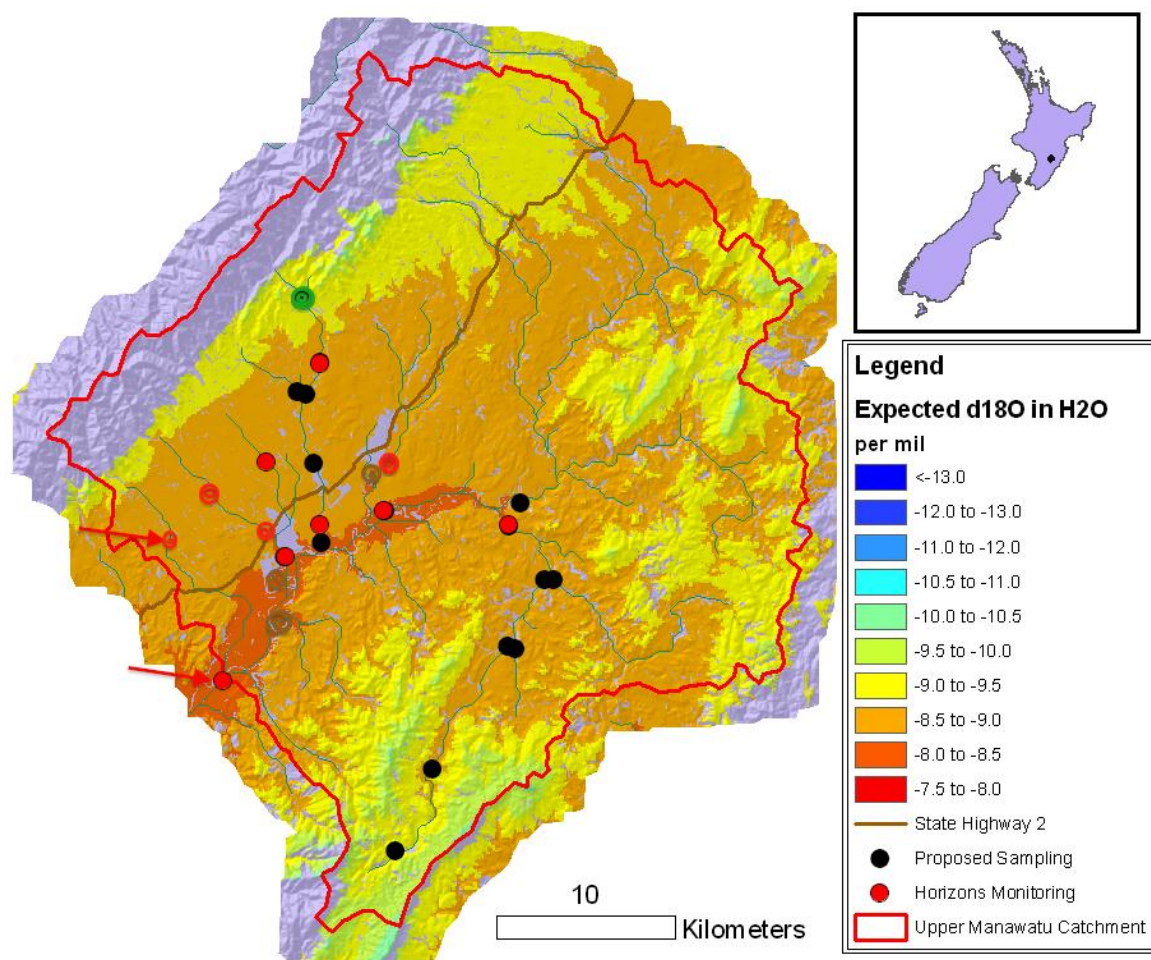 Legend
Expected d18O in H2O
per mil
<-13.0
-12.0 to -13.0
-11.0 to -12.0
-10.5 to -11.0
-10.0 to -10.5
-9.5 to -10.0
-9.0 to -9.5
-8.5 to -9.0
-8.0 to -8.5
-7.5 to -8.0
State Highway 2
Proposed Sampling
Horizons Monitoring
Upper Manawatu Catchment
10
Kilometers